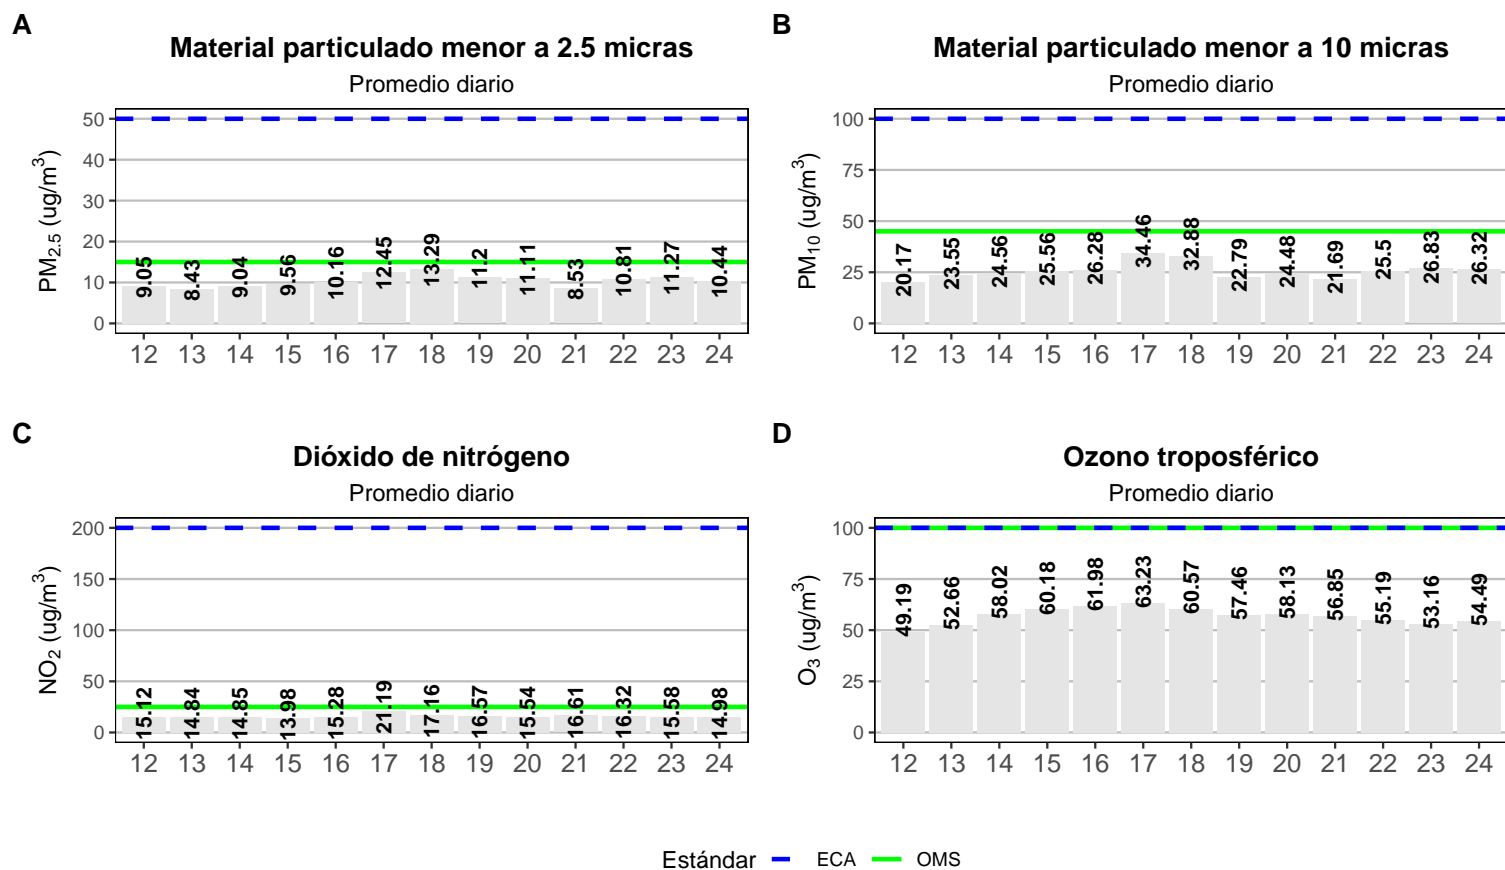 A
Material particulado menor a 2.5 micras
Promedio diario
PM2.5 (ug/m3)
50
40
30
20
10
0
9.05 8.43 9.04 9.56 10.16 12.45 13.29 11.2 11.11 8.53 10.81 11.27 10.44
12 13 14 15 16 17 18 19 20 21 22 23 24
B
Material particulado menor a 10 micras
Promedio diario
PM10 (ug/m3)
100
75
50
25
0
20.17 23.55 24.56 25.56 26.28 34.46 32.88 22.79 24.48 21.69 25.5 26.83 26.32
12 13 14 15 16 17 18 19 20 21 22 23 24
C
Dióxido de nitrógeno
Promedio diario
NO2 (ug/m3)
200
150
100
50
0
15.12 14.84 14.85 13.98 15.28 21.19 17.16 16.57 15.54 16.61 16.32 15.58 14.98
12 13 14 15 16 17 18 19 20 21 22 23 24
D
Ozono troposférico
Promedio diario
O3 (ug/m3)
100
75
50
25
0
49.19 52.66 58.02 60.18 61.98 63.23 60.57 57.46 58.13 56.85 55.19 53.16 54.49
12 13 14 15 16 17 18 19 20 21 22 23 24
Estándar ECA OMS